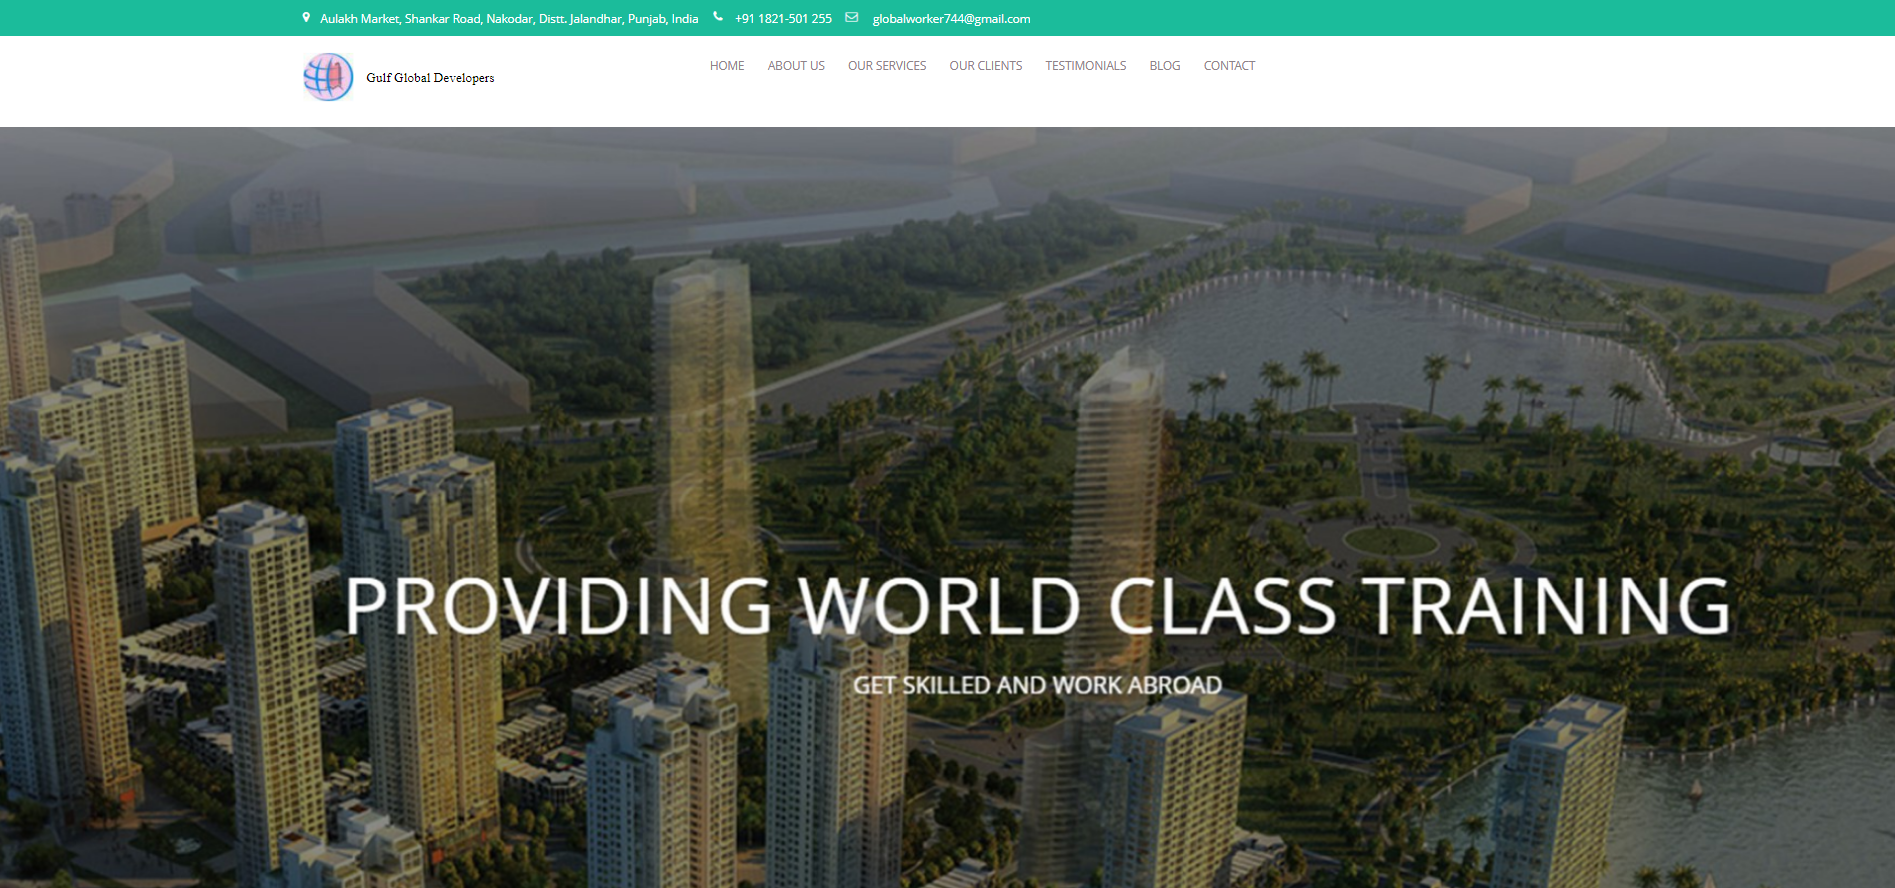 Aulakh Market, Shankar Road, Nakodar, Distt. Jalandhar, Punjab, India +91 1821-501 255 globalworker744@gmail.com
Gulf Global Developers
HOME ABOUT US OUR SERVICES OUR CLIENTS TESTIMONIALS BLOG CONTACT
PROVIDING WORLD CLASS TRAINING
GET SKILLED AND WORK ABROAD